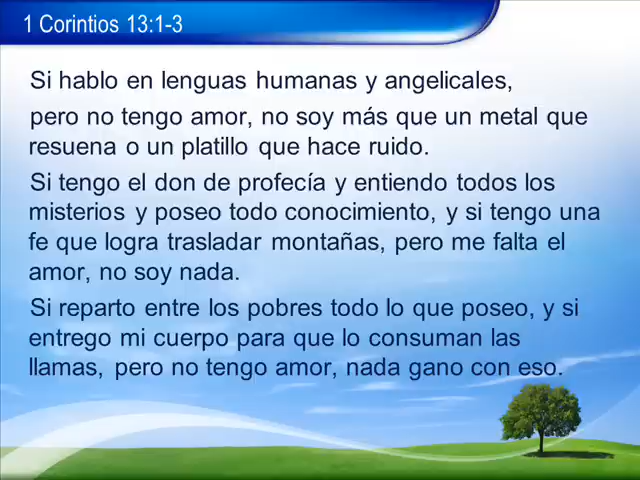 1 Corintios 13:1-3
Si hablo en lenguas humanas y angelicales,
pero no tengo amor, no soy más que un metal que
resuena o un platillo que hace ruido.
Si tengo el don de profecía y entiendo todos los
misterios y poseo todo conocimiento, y si tengo una
fe que logra trasladar montañas, pero me falta el
amor, no soy nada.
Si reparto entre los pobres todo lo que poseo, y si
entrego mi cuerpo para que lo consuman las
llamas, pero no tengo amor, nada gano con eso.